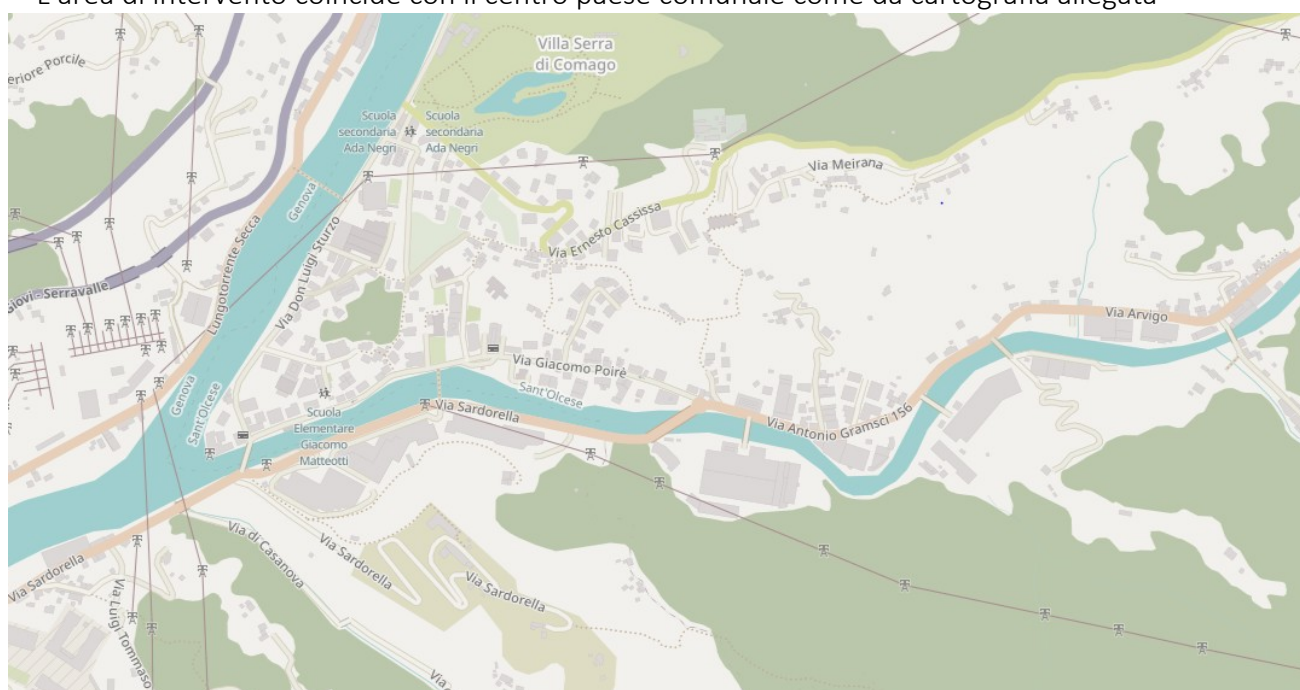 L'area di intervento coincide con il centro paese comunale come da cartografia allegata
Villa Serra
di Comago
eriore Porcile
Scuola
secondaria
Ada Negri
Scuola
secondaria
Ada Negri
Via Meirana
Genova
Lungotorrente Secca
Via Ernesto Cassissa
Via Don Luigi Sturzo
Giovi - Serravalle
Via Arvigo
Via Giacomo Poirè
Sant'Olcese
Genova
Sant'Olcese
Via Sardorella
Via Antonio Gramsci 156
Scuola
Elementare
Giacomo
Matteotti
Via di Casanova
Via Sardorella
Via Sardorella
Via Sardorella
Via Luigi Tommaso
Via